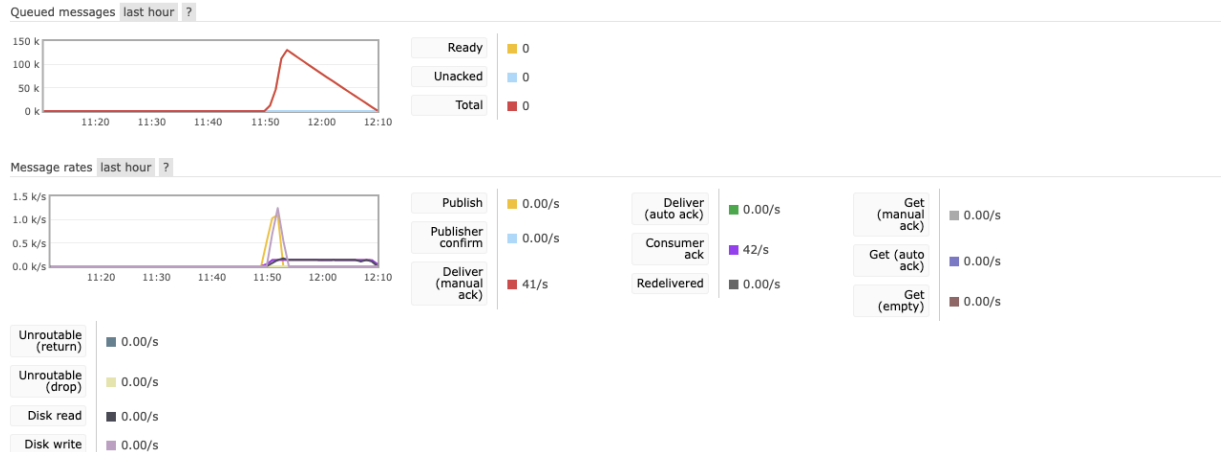 Queued messages last hour ?
150 k
100 k
50 k
0 k
11:20 11:30 11:40 11:50 12:00 12:10
Ready 0
Unacked 0
Total 0
Message rates last hour ?
1.5 k/s
1.0 k/s
0.5 k/s
0.0 k/s
11:20 11:30 11:40 11:50 12:00 12:10
Publish 0.00/s
Publisher
confirm 0.00/s
Deliver
(manual
ack) 41/s
Deliver
(auto ack) 0.00/s
Consumer
ack 42/s
Redelivered 0.00/s
Get
(manual
ack) 0.00/s
Get (auto
ack) 0.00/s
Get
(empty) 0.00/s
Unroutable
(return) 0.00/s
Unroutable
(drop) 0.00/s
Disk read 0.00/s
Disk write 0.00/s